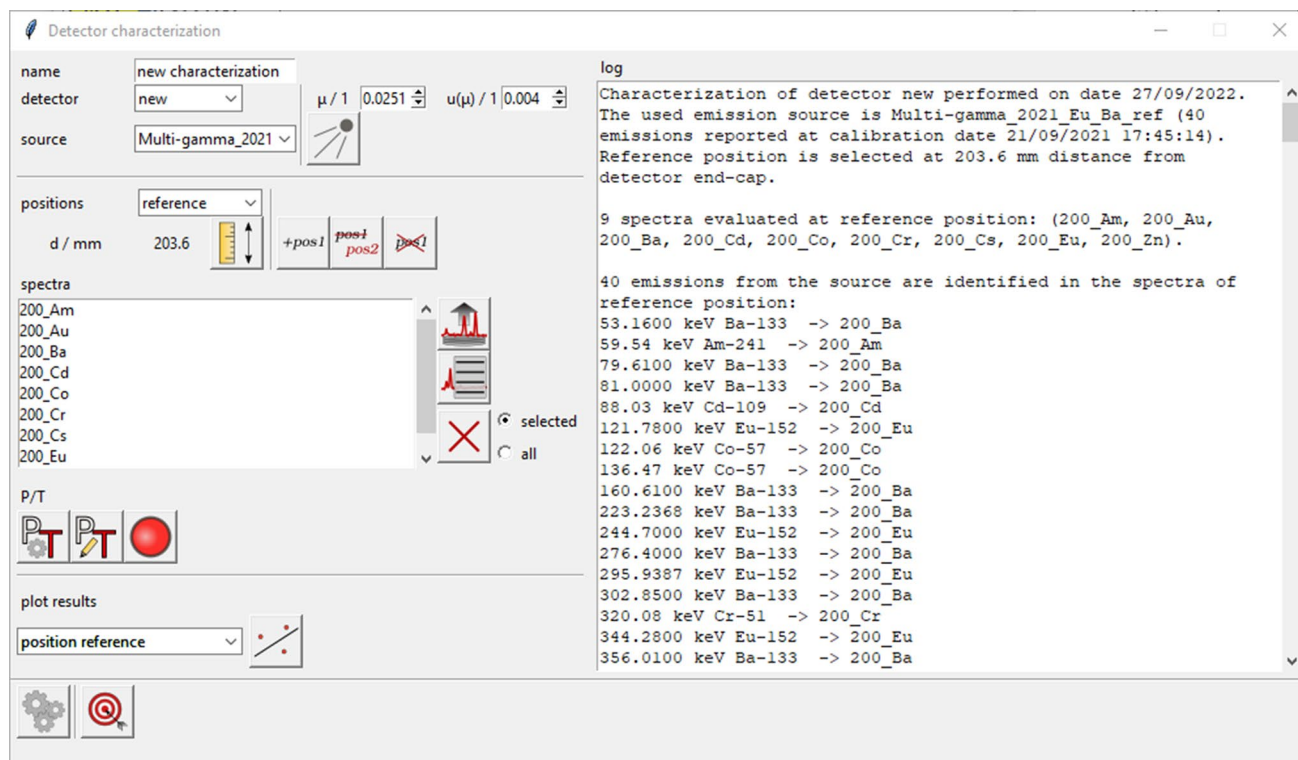 Detector characterization
name new characterization
detector new μ / 1 0.0251 u(μ) / 1 0.004
source Multi-gamma_2021
positions reference
d / mm 203.6 +pos1 pos1 pos2 pos1
spectra
200_Am
200_Au
200_Ba
200_Cd
200_Co
200_Cr
200_Cs
200_Eu
selected
all
P/T
PT PT
plot results
position reference
log
Characterization of detector new performed on date 27/09/2022.
The used emission source is Multi-gamma_2021_Eu_Ba_ref (40
emissions reported at calibration date 21/09/2021 17:45:14).
Reference position is selected at 203.6 mm distance from
detector end-cap.
9 spectra evaluated at reference position: (200_Am, 200_Au,
200_Ba, 200_Cd, 200_Co, 200_Cr, 200_Cs, 200_Eu, 200_Zn).
40 emissions from the source are identified in the spectra of
reference position:
53.1600 keV Ba-133 -> 200_Ba
59.54 keV Am-241 -> 200_Am
79.6100 keV Ba-133 -> 200_Ba
81.0000 keV Ba-133 -> 200_Ba
88.03 keV Cd-109 -> 200_Cd
121.7800 keV Eu-152 -> 200_Eu
122.06 keV Co-57 -> 200_Co
136.47 keV Co-57 -> 200_Co
160.6100 keV Ba-133 -> 200_Ba
223.2368 keV Ba-133 -> 200_Ba
244.7000 keV Eu-152 -> 200_Eu
276.4000 keV Ba-133 -> 200_Ba
295.9387 keV Eu-152 -> 200_Eu
302.8500 keV Ba-133 -> 200_Ba
320.08 keV Cr-51 -> 200_Cr
344.2800 keV Eu-152 -> 200_Eu
356.0100 keV Ba-133 -> 200_Ba